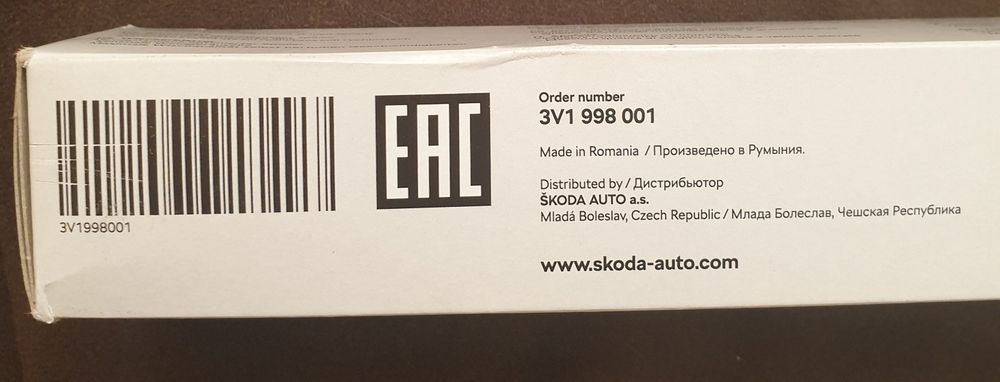 3V1998001
EAC
Order number
3V1 998 001
Made in Romania / Произведено в Румыния.
Distributed by / Дистрибьютор
ŠKODA AUTO a.s.
Mladá Boleslav, Czech Republic / Млада Болеслав, Чешская Республика
www.skoda-auto.com